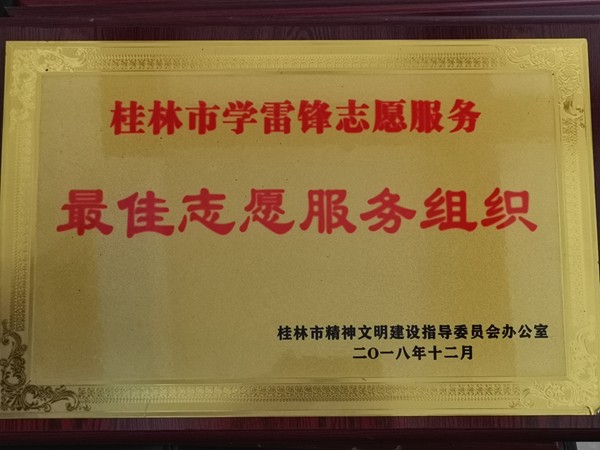 桂林市学雷锋志愿服务
最佳志愿服务组织
桂林市精神文明建设指导委员会办公室
二〇一八年十二月